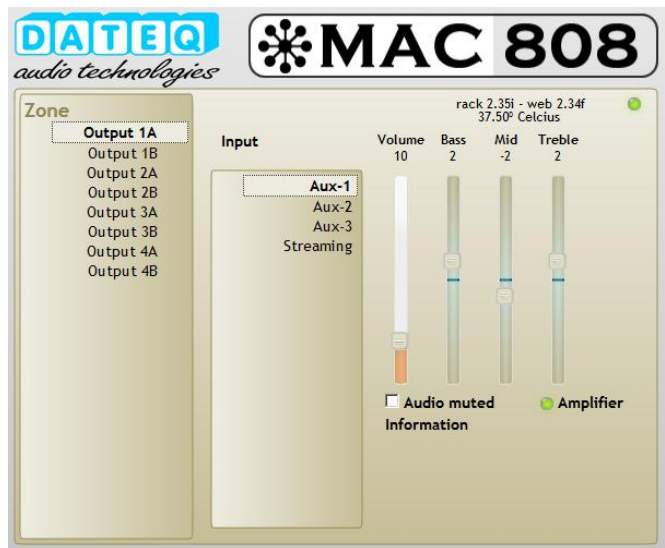 DATEQ
audio technologies
MAC 808
Zone
Output 1A
Output 1B
Output 2A
Output 2B
Output 3A
Output 3B
Output 4A
Output 4B
Input
Aux-1
Aux-2
Aux-3
Streaming
rack 2.35i - web 2.34f
37.50º Celcius
Volume Bass Mid Treble
10 2 -2 2
Audio muted
Amplifier
Information